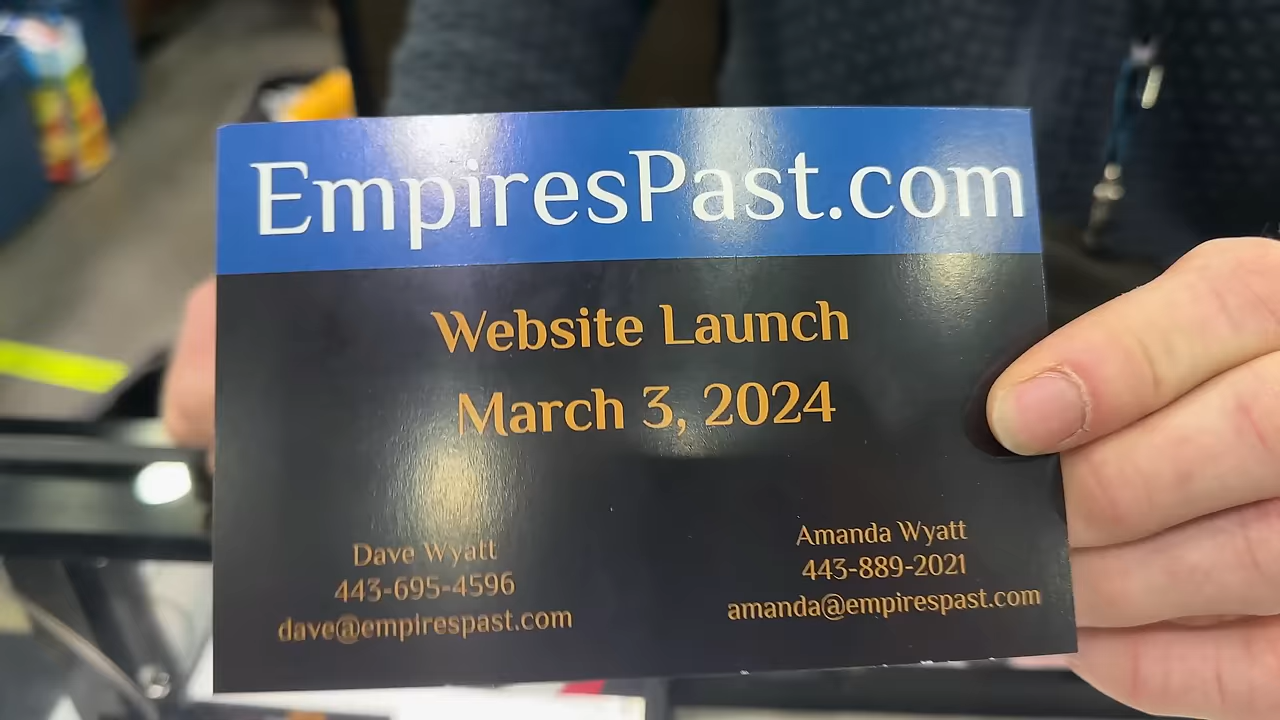 EmpiresPast.com
Website Launch
March 3, 2024
Dave Wyatt
443-695-4596
dave@empirespast.com
Amanda Wyatt
443-889-2021
amanda@empirespast.com